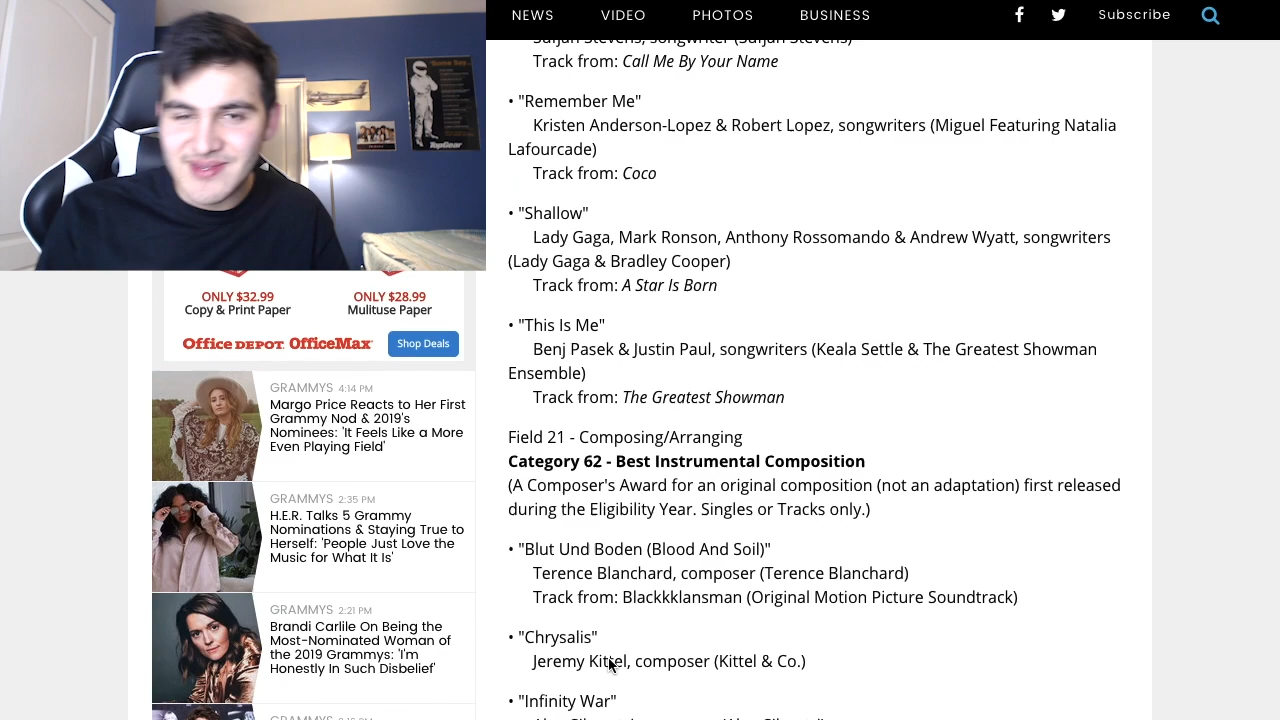 NEWS VIDEO PHOTOS BUSINESS Subscribe
Some Say...
TopGear
Sufjan Stevens, songwriter (Sufjan Stevens)
Track from: Call Me By Your Name
• "Remember Me"
Kristen Anderson-Lopez & Robert Lopez, songwriters (Miguel Featuring Natalia
Lafourcade)
Track from: Coco
• "Shallow"
Lady Gaga, Mark Ronson, Anthony Rossomando & Andrew Wyatt, songwriters
(Lady Gaga & Bradley Cooper)
Track from: A Star Is Born
• "This Is Me"
Benj Pasek & Justin Paul, songwriters (Keala Settle & The Greatest Showman
Ensemble)
Track from: The Greatest Showman
Field 21 - Composing/Arranging
Category 62 - Best Instrumental Composition
(A Composer's Award for an original composition (not an adaptation) first released
during the Eligibility Year. Singles or Tracks only.)
• "Blut Und Boden (Blood And Soil)"
Terence Blanchard, composer (Terence Blanchard)
Track from: Blackkklansman (Original Motion Picture Soundtrack)
• "Chrysalis"
Jeremy Kittel, composer (Kittel & Co.)
• "Infinity War"
ONLY $32.99 ONLY $28.99
Copy & Print Paper Mulituse Paper
Office DEPOT OfficeMax Shop Deals
GRAMMYS 4:14 PM
Margo Price Reacts to Her First
Grammy Nod & 2019's
Nominees: 'It Feels Like a More
Even Playing Field'
GRAMMYS 2:35 PM
H.E.R. Talks 5 Grammy
Nominations & Staying True to
Herself: 'People Just Love the
Music for What It Is'
GRAMMYS 2:21 PM
Brandi Carlile On Being the
Most-Nominated Woman of
the 2019 Grammys: 'I'm
Honestly In Such Disbelief'
GRAMMYS